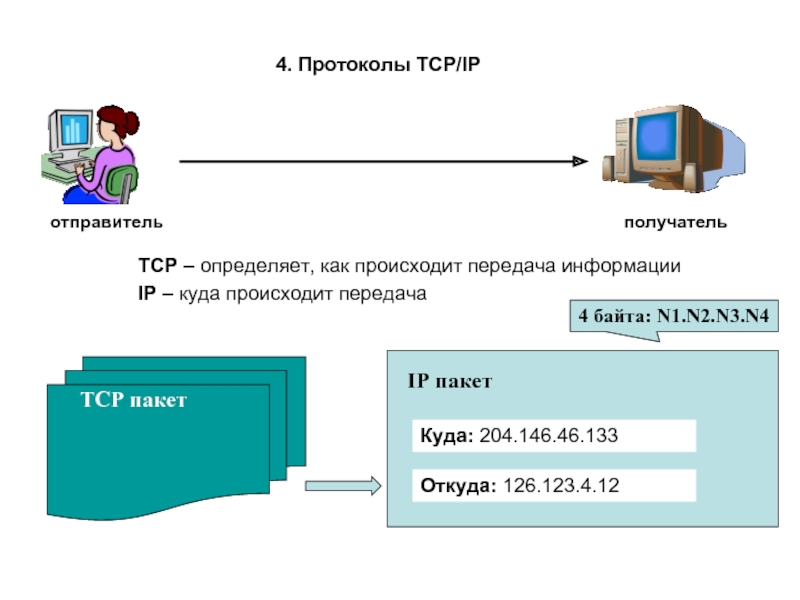 4. Протоколы TCP/IP
отправитель
получатель
TCP – определяет, как происходит передача информации
IP – куда происходит передача
4 байта: N1.N2.N3.N4
TCP пакет
IP пакет
Куда: 204.146.46.133
Откуда: 126.123.4.12